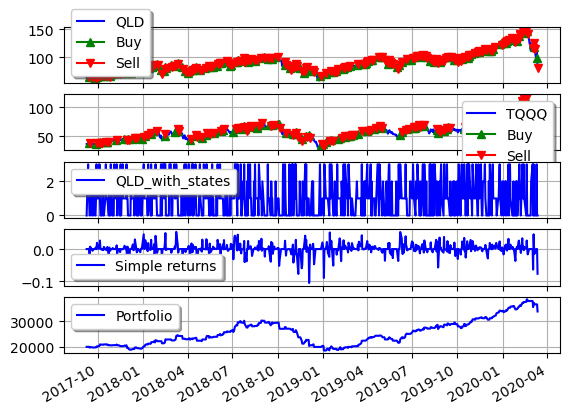 150
100
QLD
Buy
Sell
100
50
TQQQ
Buy
Sell
2
0
QLD_with_states
0.0
−0.1
Simple returns
30000
20000
Portfolio
2017-10
2018-01
2018-04
2018-07
2018-10
2019-01
2019-04
2019-07
2019-10
2020-01
2020-04